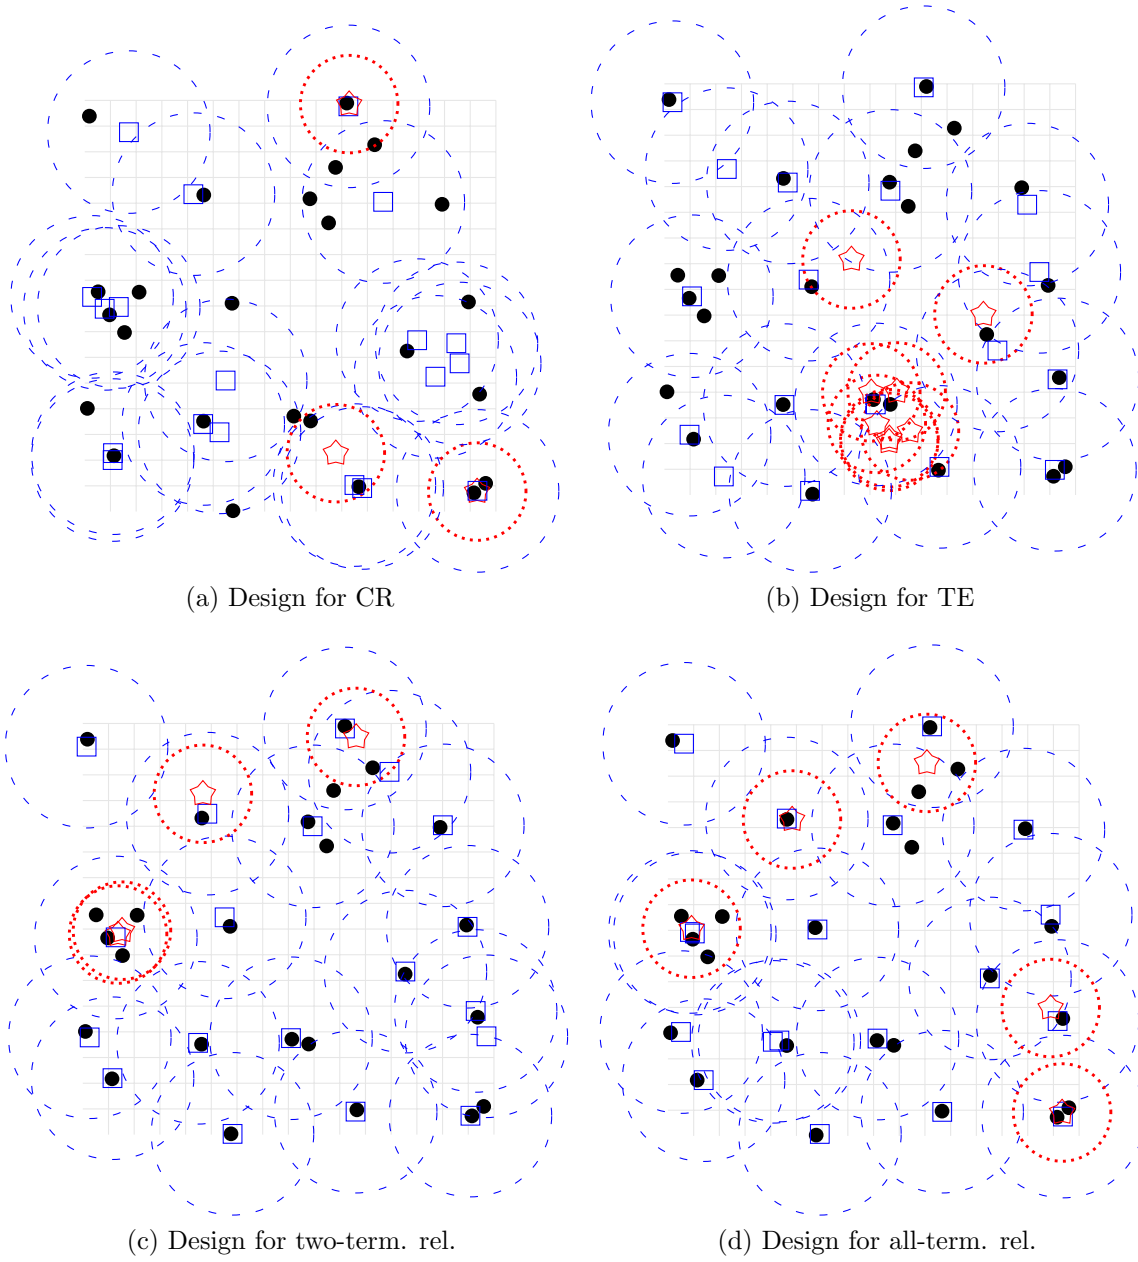 (a) Design for CR
(b) Design for TE
(c) Design for two-term. rel.
(d) Design for all-term. rel.